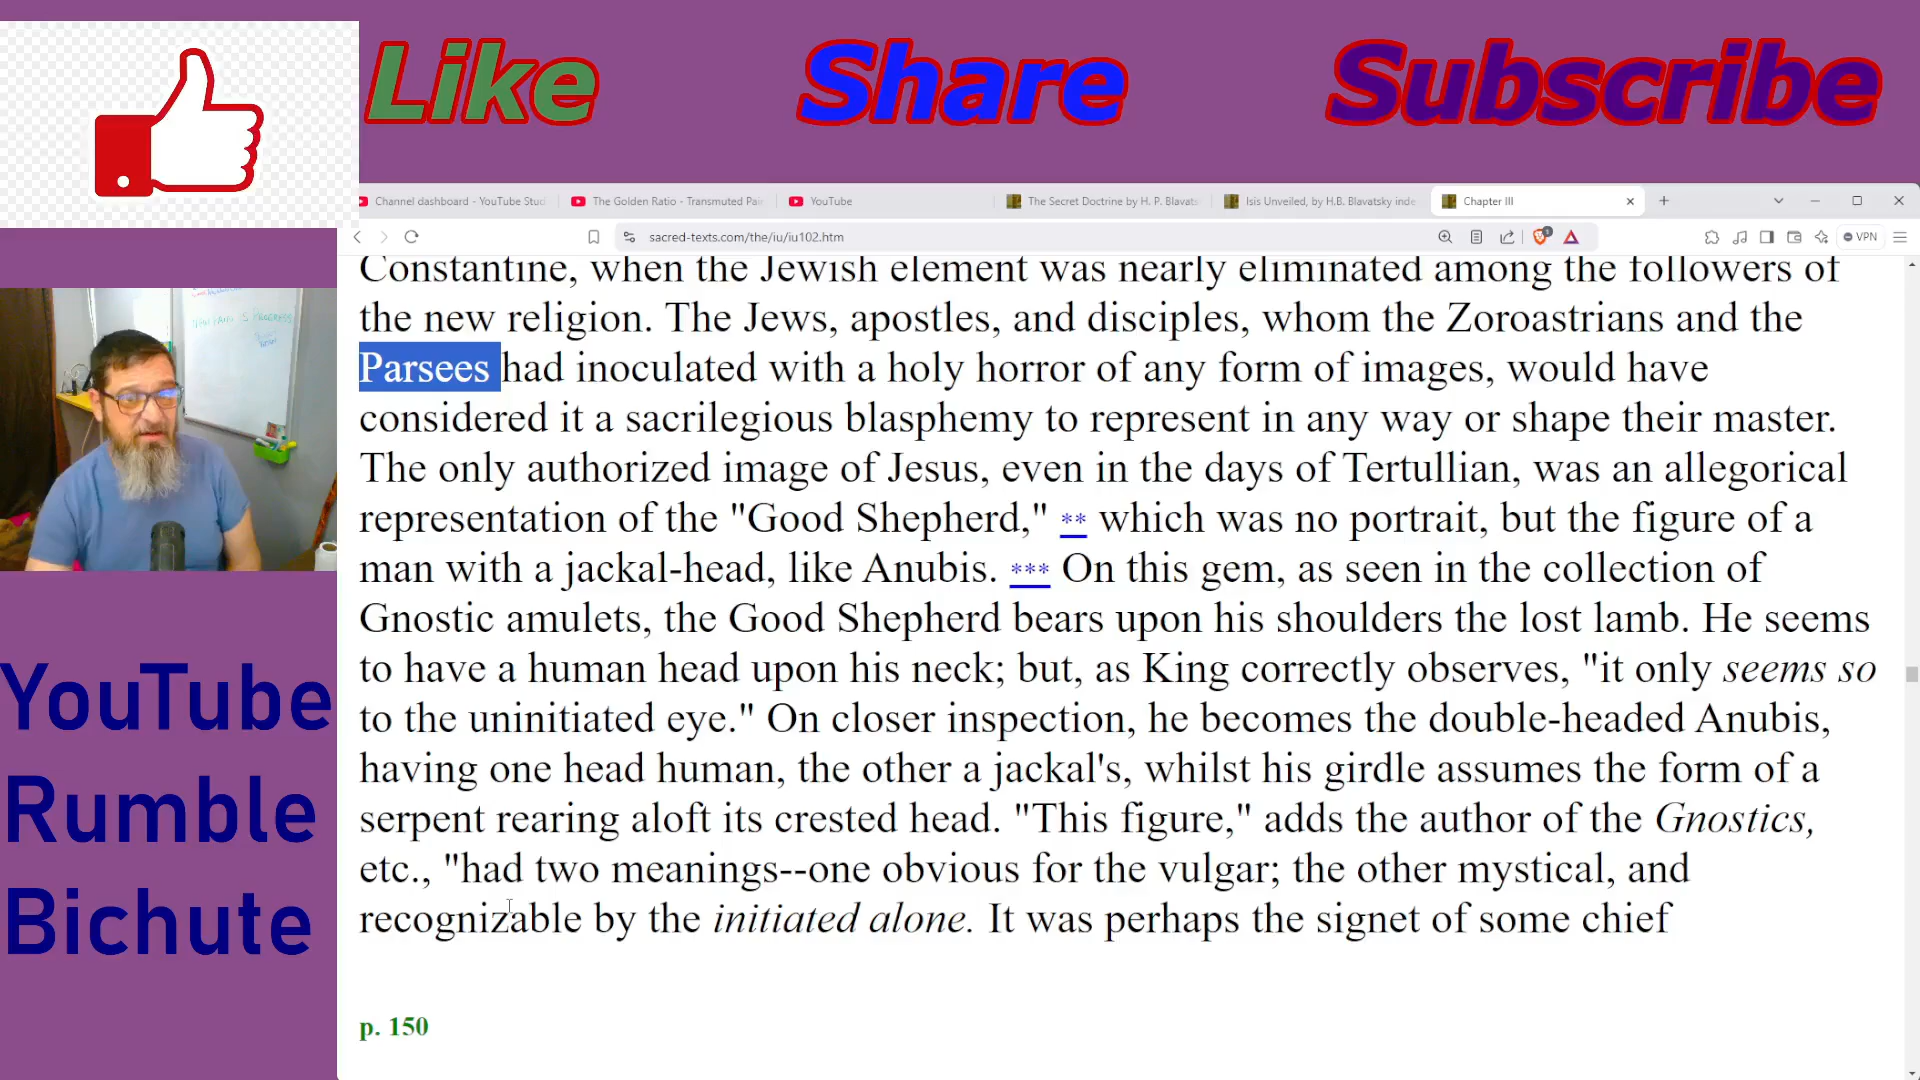 Like Share Subscribe
Channel dashboard - YouTube Stud
The Golden Ratio - Transmuted Pai
YouTube
The Secret Doctrine by H. P. Blavats
Isis Unveiled, by H.B. Blavatsky inde
Chapter III
sacred-texts.com/the/iu/iu102.htm
VPN
Constantine, when the Jewish element was nearly eliminated among the followers of
the new religion. The Jews, apostles, and disciples, whom the Zoroastrians and the
Parsees had inoculated with a holy horror of any form of images, would have
considered it a sacrilegious blasphemy to represent in any way or shape their master.
The only authorized image of Jesus, even in the days of Tertullian, was an allegorical
representation of the "Good Shepherd," ** which was no portrait, but the figure of a
man with a jackal-head, like Anubis. *** On this gem, as seen in the collection of
Gnostic amulets, the Good Shepherd bears upon his shoulders the lost lamb. He seems
to have a human head upon his neck; but, as King correctly observes, "it only seems so
to the uninitiated eye." On closer inspection, he becomes the double-headed Anubis,
having one head human, the other a jackal's, whilst his girdle assumes the form of a
serpent rearing aloft its crested head. "This figure," adds the author of the Gnostics,
etc., "had two meanings--one obvious for the vulgar; the other mystical, and
recognizable by the initiated alone. It was perhaps the signet of some chief
p. 150
YouTube
Rumble
Bichute